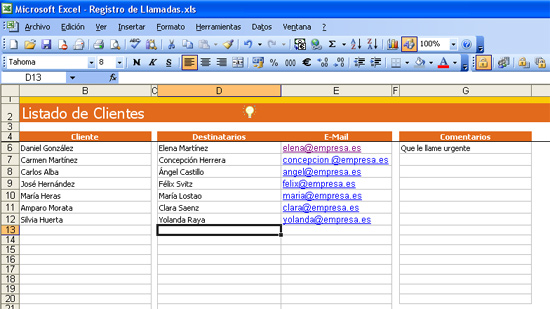 Microsoft Excel - Registro de Llamadas.xls
Archivo Edición Ver Insertar Formato Herramientas Datos Ventana ?
100%
Tahoma 8 N K S
D13 fx
B C D E F G
1
2 Listado de Clientes
3
4 Cliente Destinatarios E-Mail Comentarios
6 Daniel González Elena Martínez elena@empresa.es Que le llame urgente
7 Carmen Martínez Concepción Herrera concepcion @empresa.es
8 Carlos Alba Ángel Castillo angel@empresa.es
9 José Hernández Félix Svitz felix@empresa.es
10 María Heras María Lostao maria@empresa.es
11 Amparo Morata Clara Saenz clara@empresa.es
12 Silvia Huerta Yolanda Raya yolanda@empresa.es
13
14
15
16
17
18
19
20
21